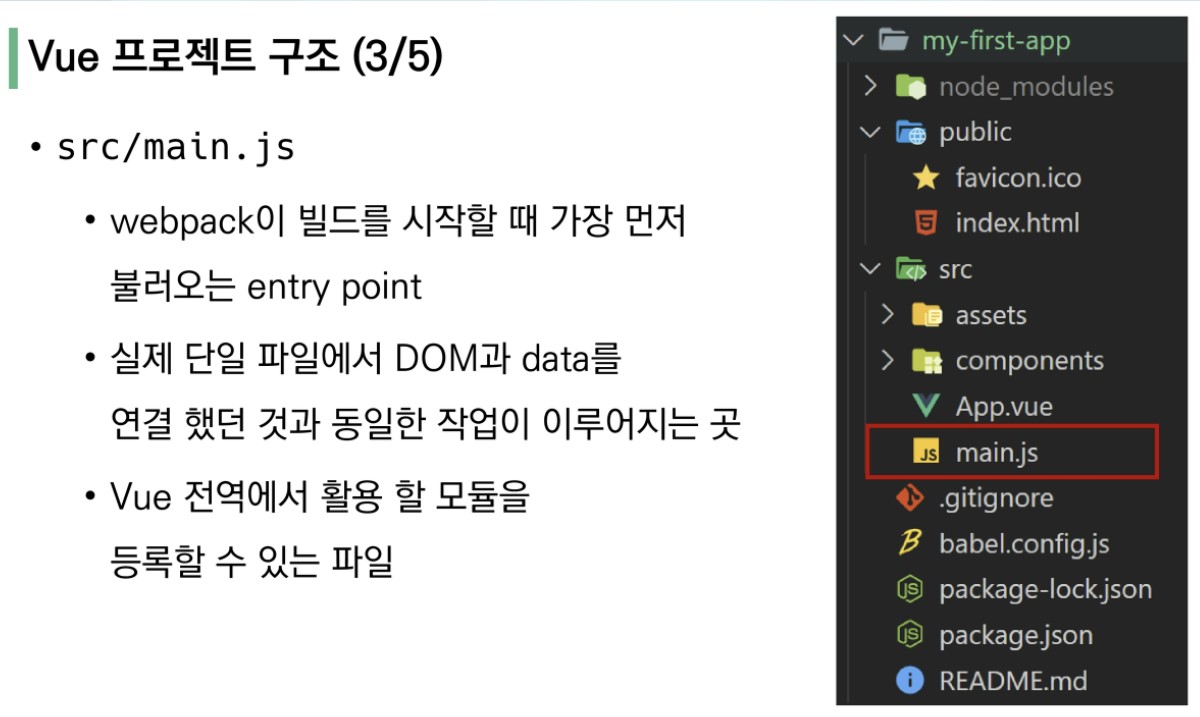 Vue 프로젝트 구조 (3/5)
• src/main.js
• webpack이 빌드를 시작할 때 가장 먼저
불러오는 entry point
• 실제 단일 파일에서 DOM과 data를
연결 했던 것과 동일한 작업이 이루어지는 곳
• Vue 전역에서 활용 할 모듈을
등록할 수 있는 파일
my-first-app
node_modules
public
favicon.ico
index.html
src
assets
components
App.vue
JS main.js
.gitignore
babel.config.js
package-lock.json
package.json
README.md